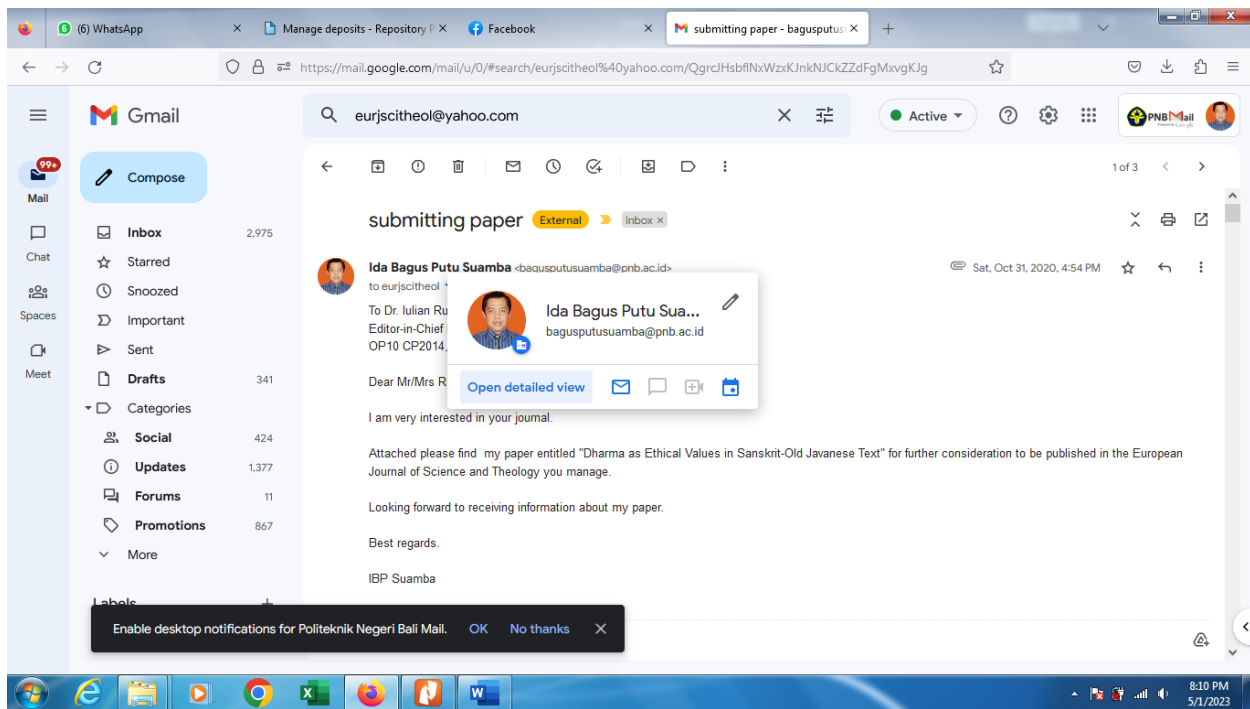 (6) WhatsApp
Manage deposits - Repository P
Facebook
submitting paper - bagusputus
https://mail.google.com/mail/u/0/#search/eurjscitheol%40yahoo.com/QgrcJHsbflNxWzxKJnkNJCkZZdFgMxvgKJg
Gmail
eurjscitheol@yahoo.com
Active
PNBMail
99+
Mail
Chat
Spaces
Meet
Compose
Inbox 2,975
Starred
Snoozed
Important
Sent
Drafts 341
Categories
Social 424
Updates 1,377
Forums 11
Promotions 867
More
Labels
1 of 3
submitting paper External Inbox ×
Ida Bagus Putu Suamba <bagusputusuamba@pnb.ac.id> Sat, Oct 31, 2020, 4:54 PM
to eurjscitheol
To Dr. Iulian Ru
Editor-in-Chief
OP10 CP2014,
Ida Bagus Putu Sua...
bagusputusuamba@pnb.ac.id
Open detailed view
Dear Mr/Mrs R
I am very interested in your journal.
Attached please find my paper entitled "Dharma as Ethical Values in Sanskrit-Old Javanese Text" for further consideration to be published in the European
Journal of Science and Theology you manage.
Looking forward to receiving information about my paper.
Best regards.
IBP Suamba
Enable desktop notifications for Politeknik Negeri Bali Mail. OK No thanks
8:10 PM
5/1/2023